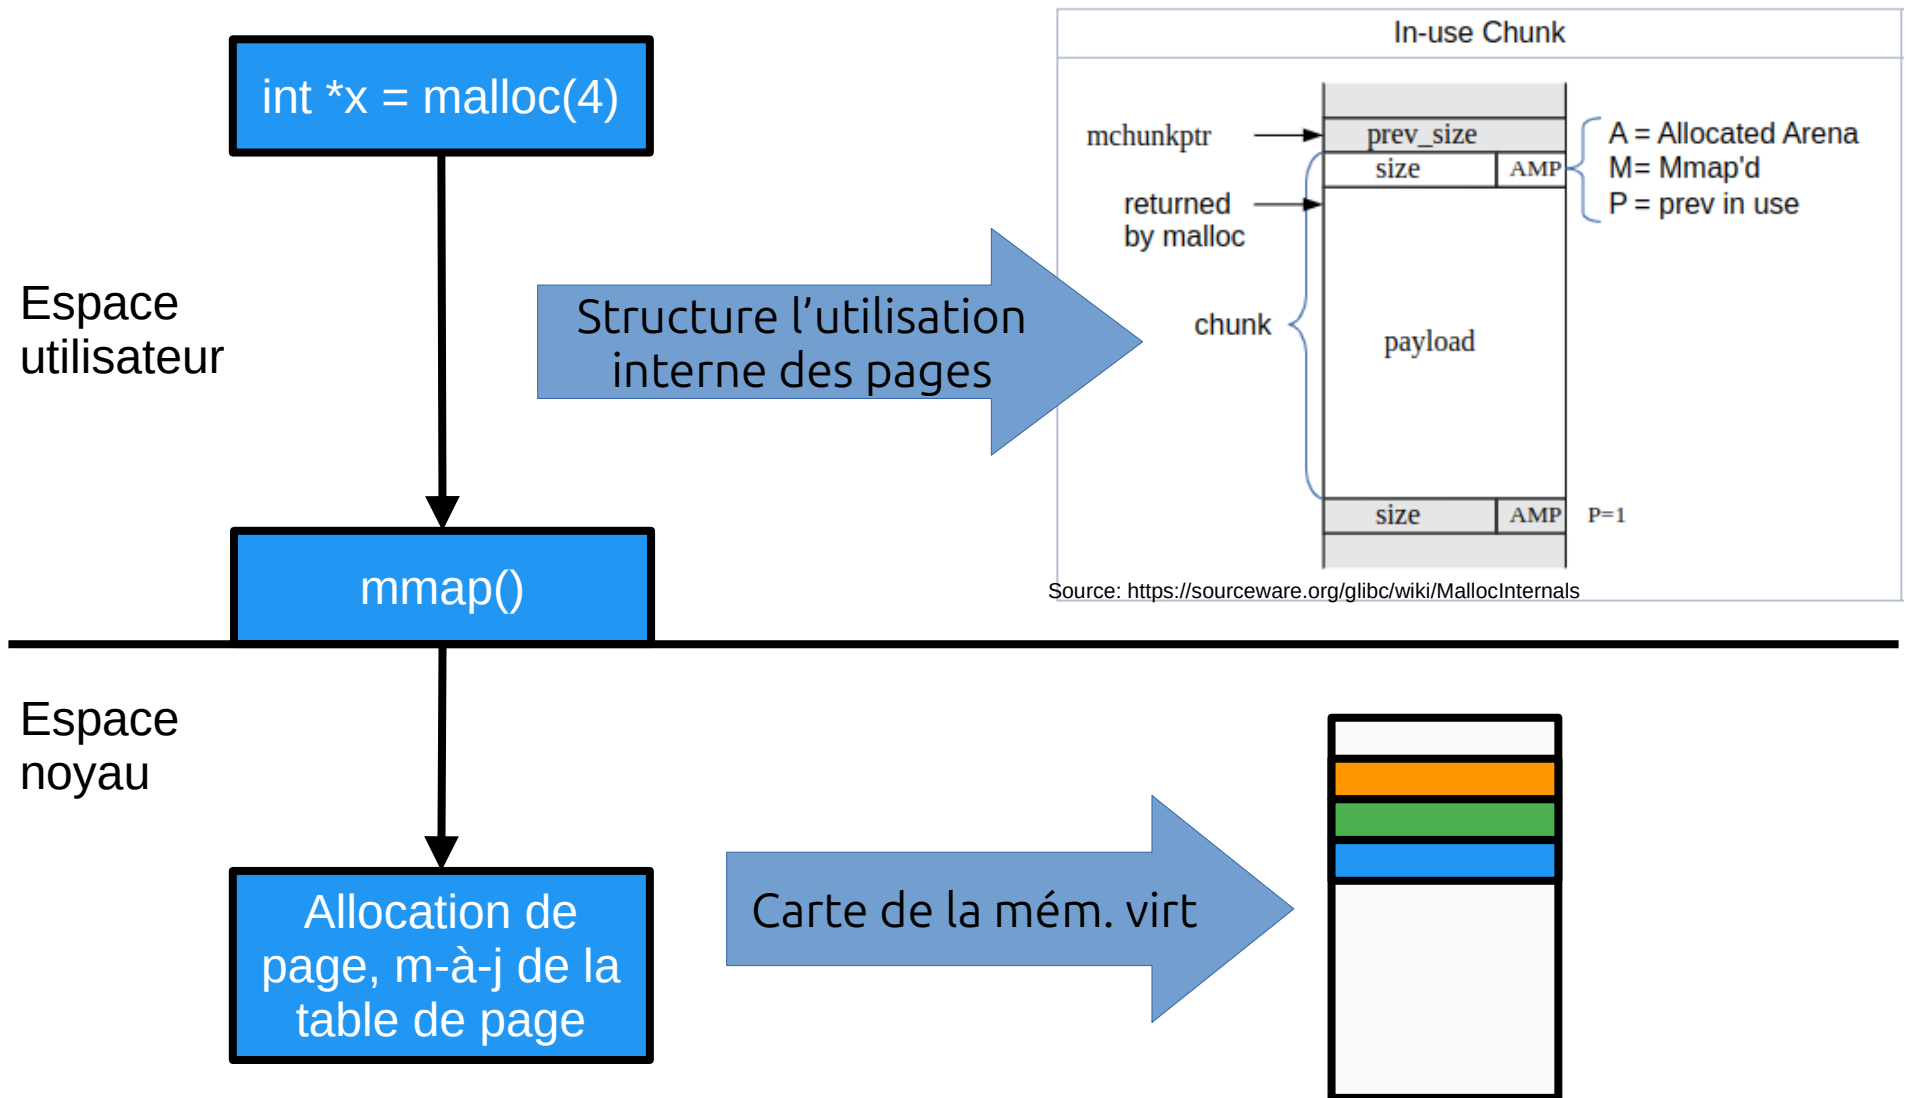 int *x = malloc(4)
In-use Chunk
mchunkptr
prev_size
size
AMP
A = Allocated Arena
M= Mmap'd
P = prev in use
returned
by malloc
chunk
payload
size
AMP
P=1
Source: https://sourceware.org/glibc/wiki/MallocInternals
Espace
utilisateur
Structure l’utilisation
interne des pages
mmap()
Espace
noyau
Allocation de
page, m-à-j de la
table de page
Carte de la mém. virt